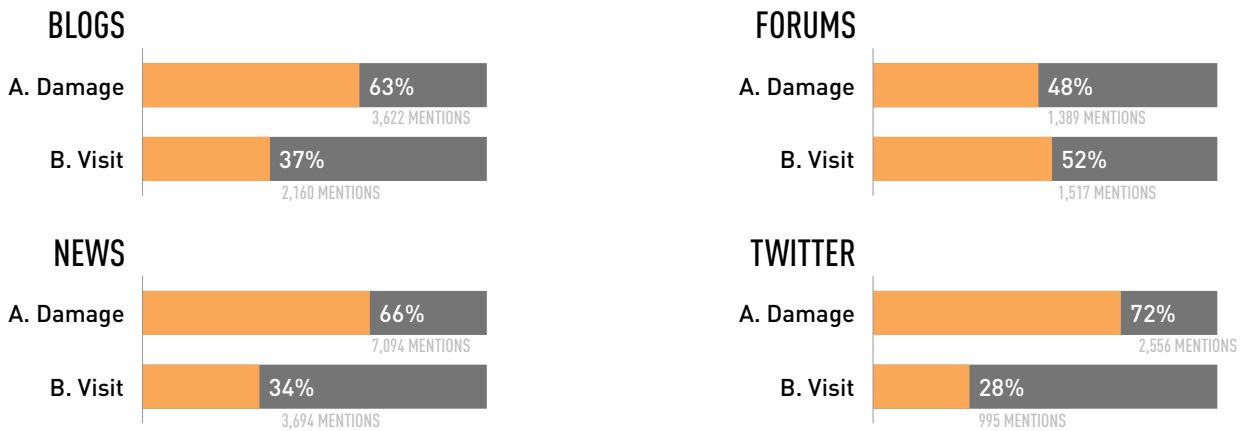 BLOGS
A. Damage
63%
3,622 MENTIONS
B. Visit
37%
2,160 MENTIONS
FORUMS
A. Damage
48%
1,389 MENTIONS
B. Visit
52%
1,517 MENTIONS
NEWS
A. Damage
66%
7,094 MENTIONS
B. Visit
34%
3,694 MENTIONS
TWITTER
A. Damage
72%
2,556 MENTIONS
B. Visit
28%
995 MENTIONS